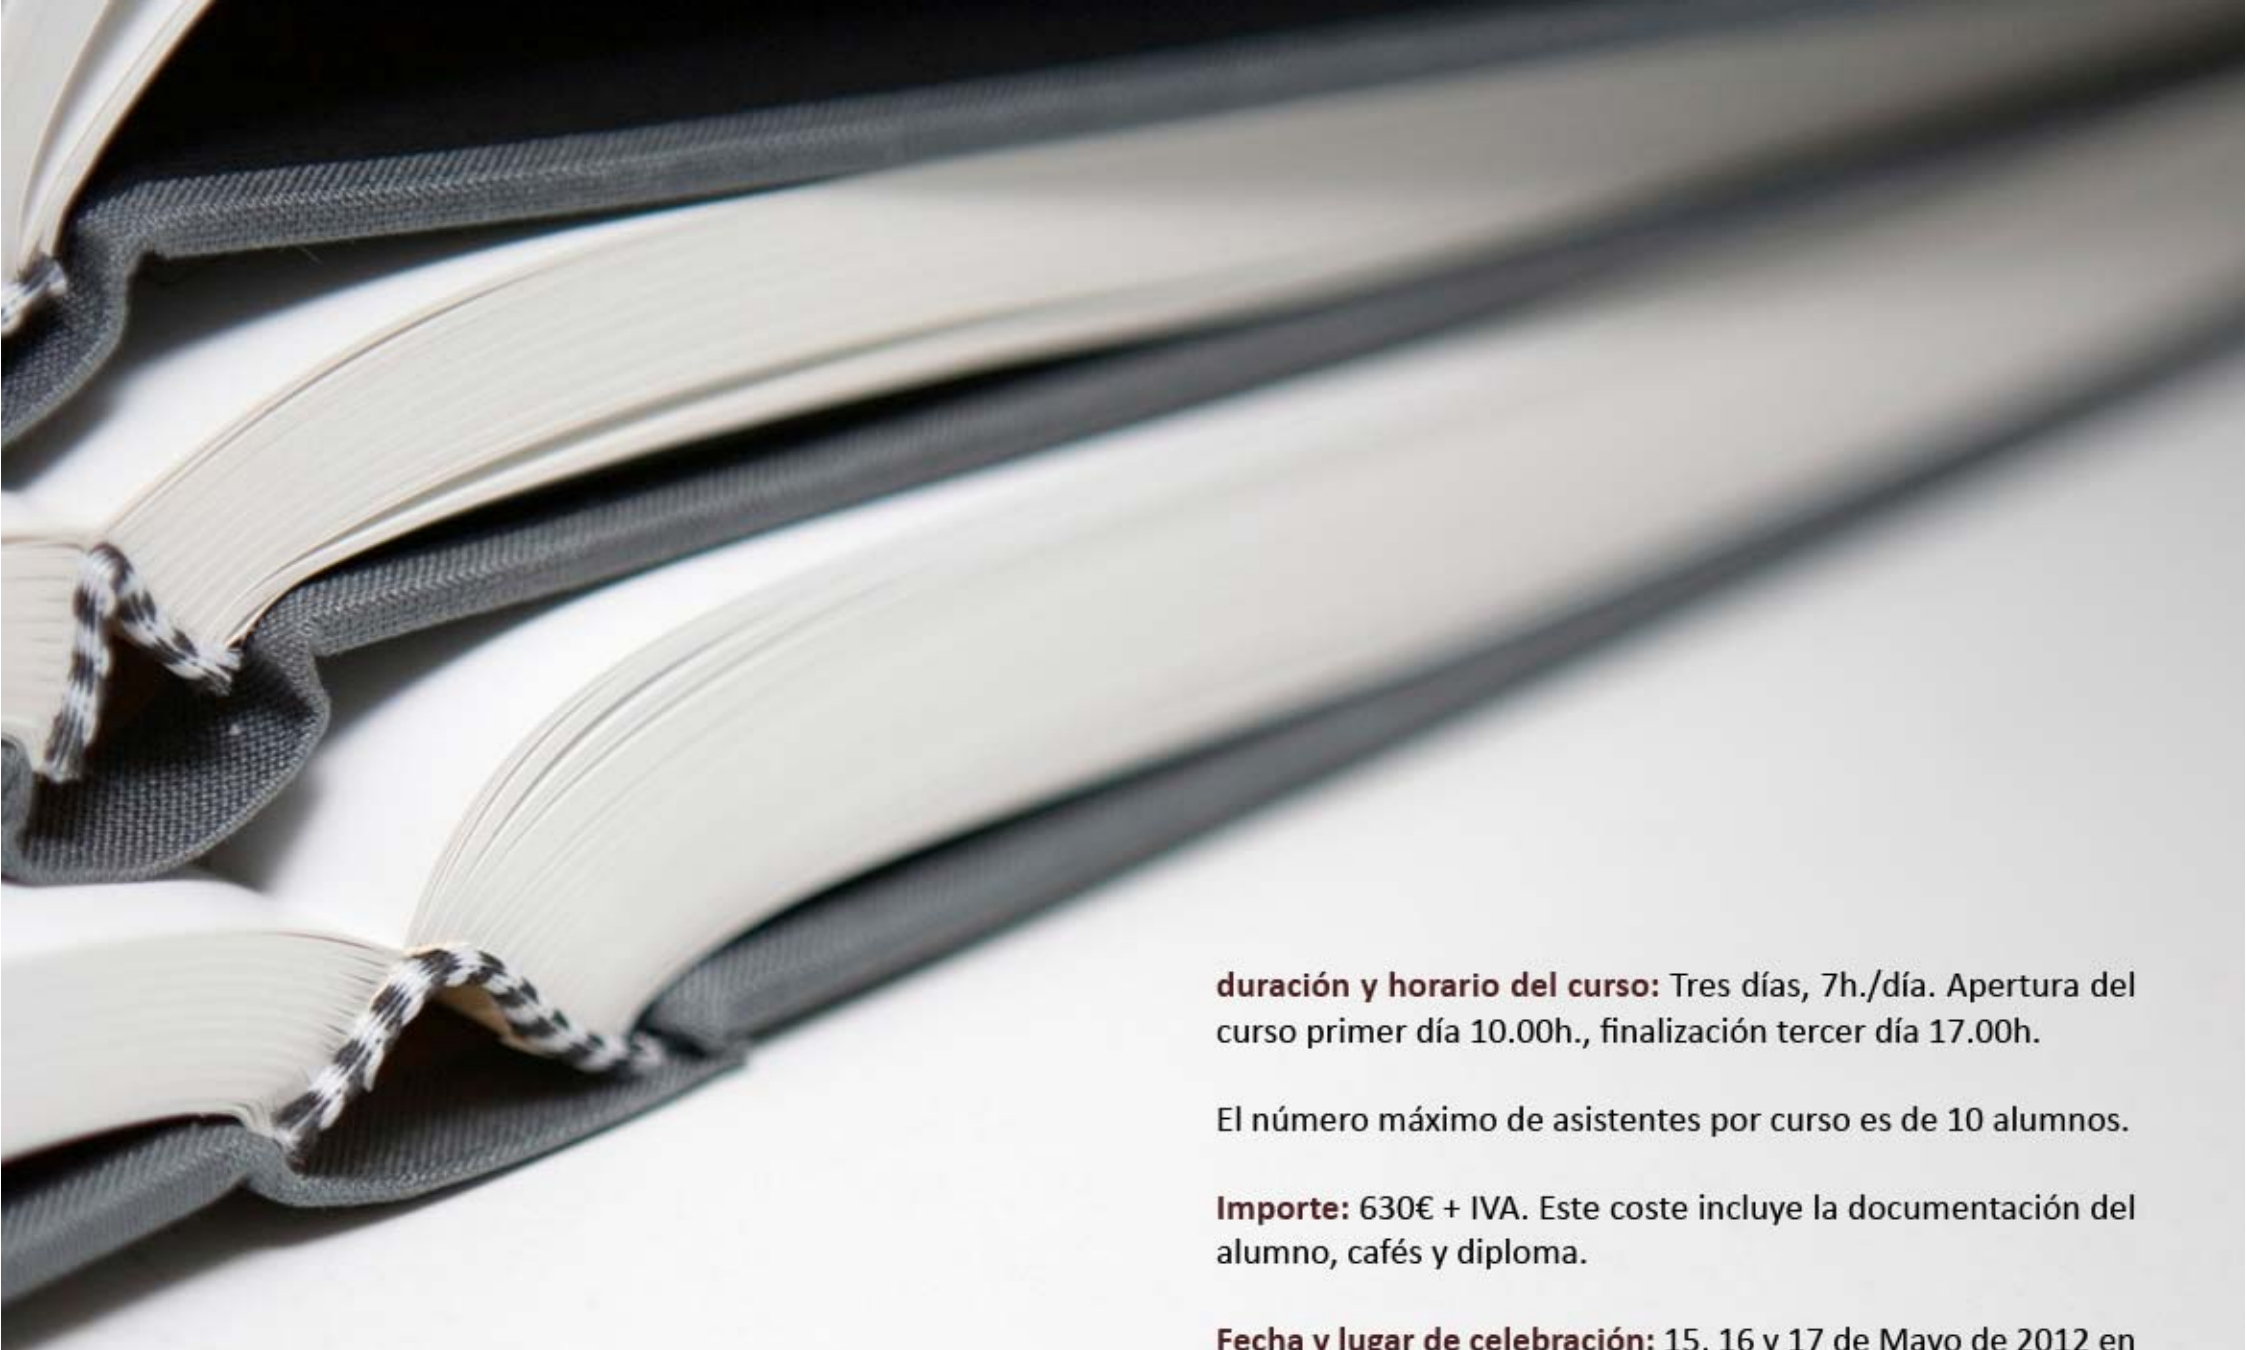 duración y horario del curso: Tres días, 7h./día. Apertura del
curso primer día 10.00h., finalización tercer día 17.00h.
El número máximo de asistentes por curso es de 10 alumnos.
Importe: 630€ + IVA. Este coste incluye la documentación del
alumno, cafés y diploma.
Fecha y lugar de celebración: 15, 16 y 17 de Mayo de 2012 en